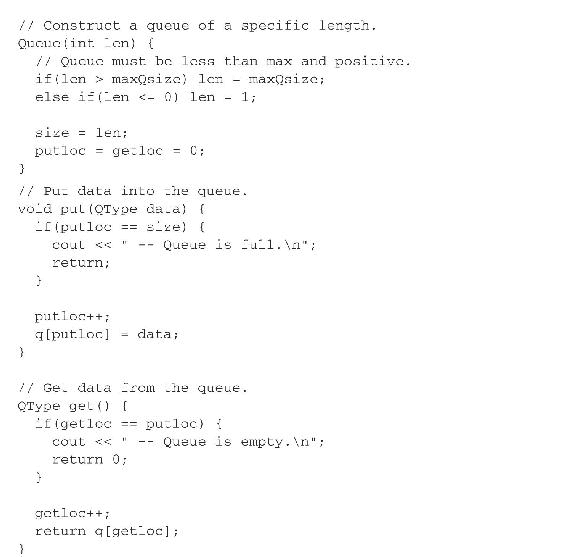 // Construct a queue of a specific length.
Queue(int len) {
// Queue must be less than max and positive.
if(len > maxQsize) len = maxQsize;
else if(len <= 0) len = 1;
size = len;
putloc = getloc = 0;
}
// Put data into the queue.
void put(QType data) {
if(putloc == size) {
cout << " -- Queue is full.\n";
return;
}
putloc++;
q[putloc] = data;
}
// Get data from the queue.
QType get() {
if(getloc == putloc) {
cout << " -- Queue is empty.\n";
return 0;
}
getloc++;
return q[getloc];
}